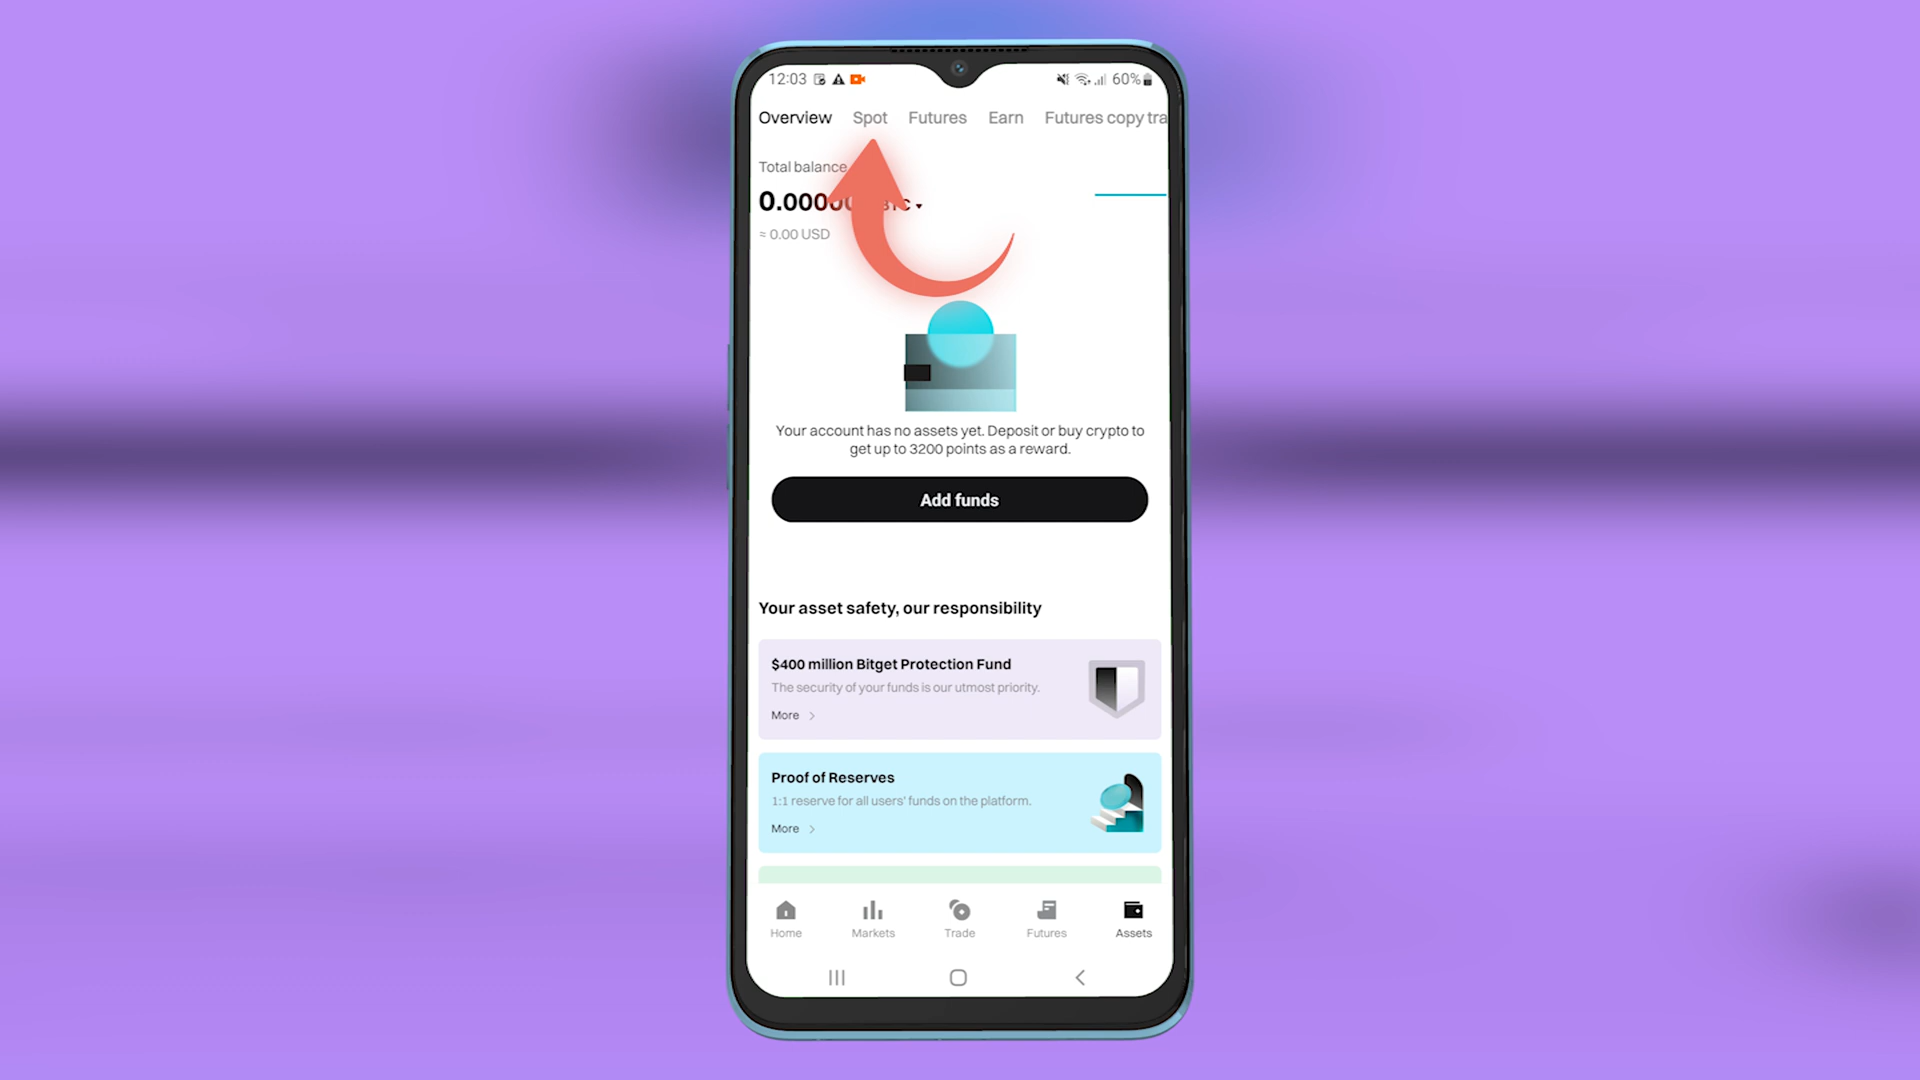 12:03 60%
Overview Spot Futures Earn Futures copy tra
Total balance
≈ 0.00 USD
Your account has no assets yet. Deposit or buy crypto to
get up to 3200 points as a reward.
Add funds
Your asset safety, our responsibility
$400 million Bitget Protection Fund
The security of your funds is our utmost priority.
More
Proof of Reserves
1:1 reserve for all users' funds on the platform.
More
Home Markets Trade Futures Assets